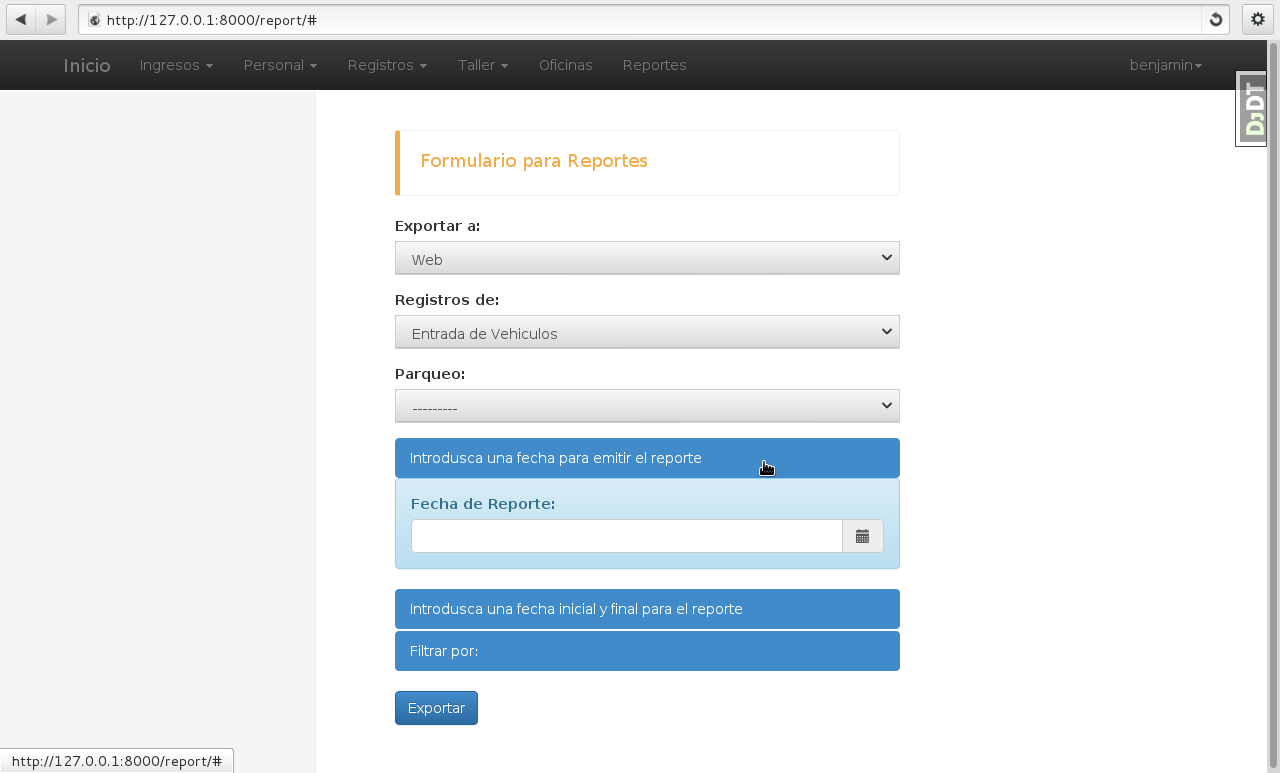 http://127.0.0.1:8000/report/#
Inicio Ingresos Personal Registros Taller Oficinas Reportes benjamin
DjDT
Formulario para Reportes
Exportar a:
Web
Registros de:
Entrada de Vehiculos
Parqueo:
---------
Introdusca una fecha para emitir el reporte
Fecha de Reporte:
Introdusca una fecha inicial y final para el reporte
Filtrar por:
Exportar
http://127.0.0.1:8000/report/#